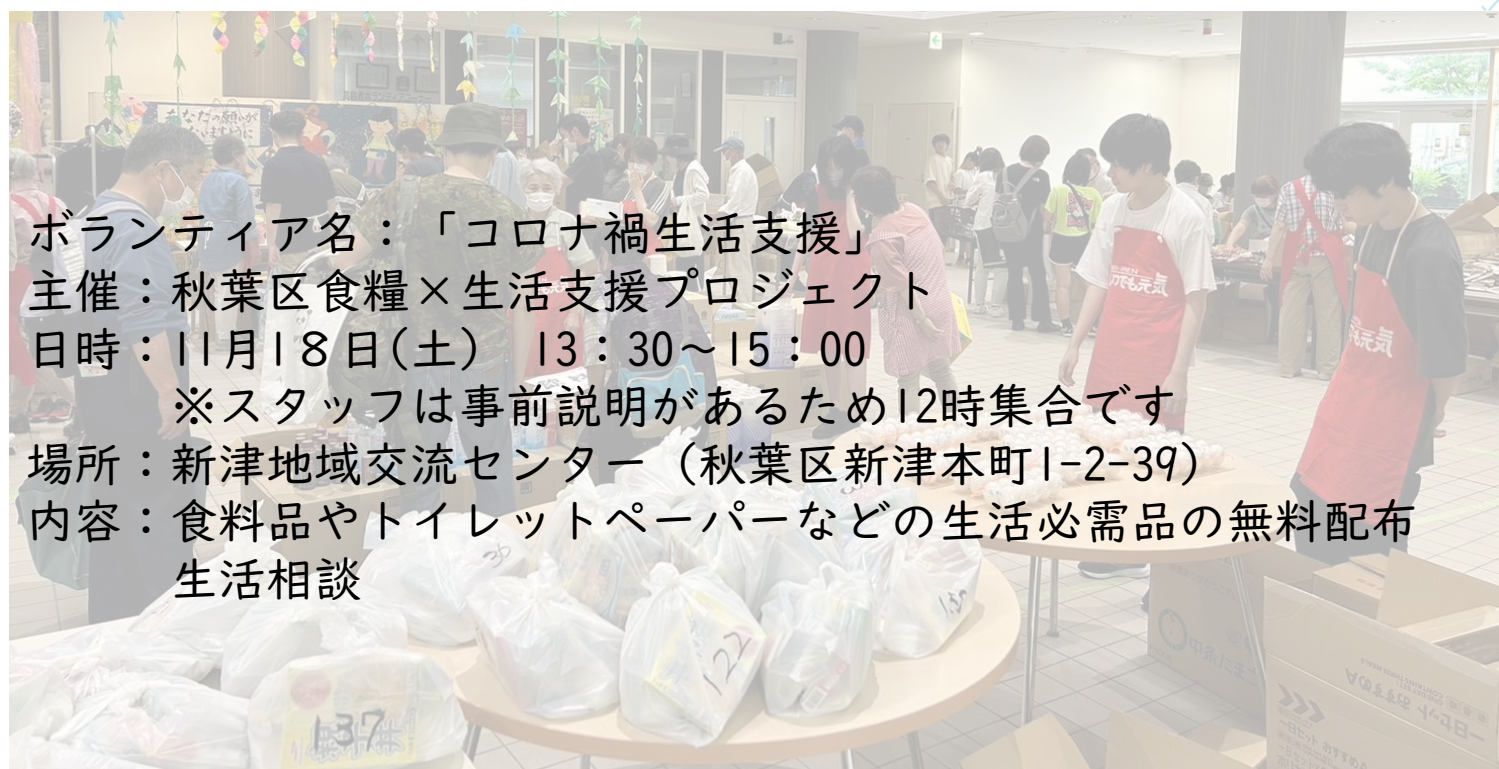 ボランティア名：「コロナ禍生活支援」
主催：秋葉区食糧×生活支援プロジェクト
日時：11月18日(土)　13：30～15：00
※スタッフは事前説明があるため12時集合です
場所：新津地域交流センター（秋葉区新津本町1-2-39）
内容：食料品やトイレットペーパーなどの生活必需品の無料配布
生活相談
122
137